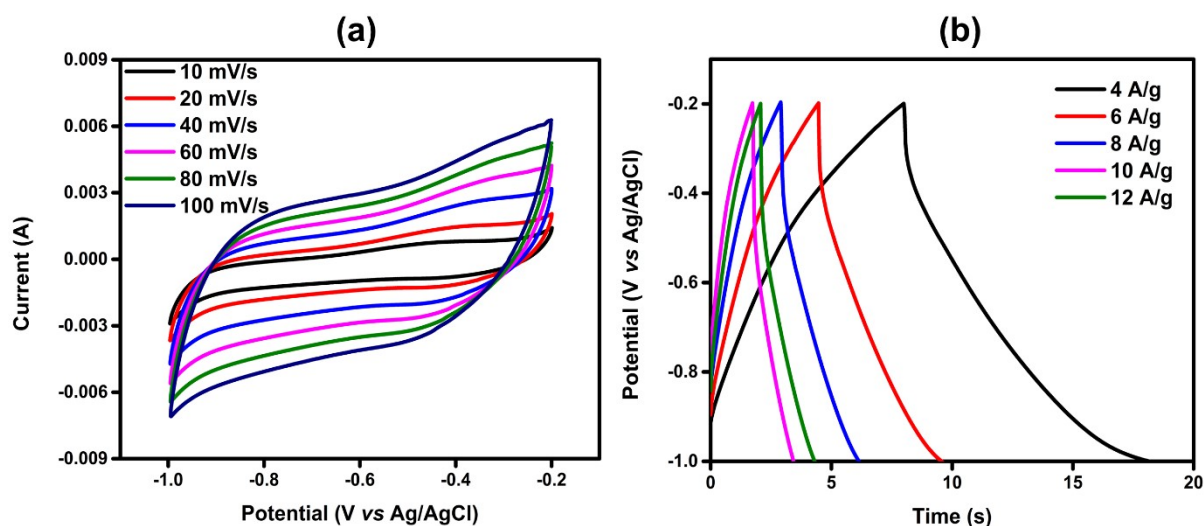 (a)
0.009
0.006
0.003
0.000
-0.003
-0.006
-0.009
Current (A)
10 mV/s
20 mV/s
40 mV/s
60 mV/s
80 mV/s
100 mV/s
-1.0 -0.8 -0.6 -0.4 -0.2
Potential (V vs Ag/AgCl)
(b)
-0.2
-0.4
-0.6
-0.8
-1.0
Potential (V vs Ag/AgCl)
4 A/g
6 A/g
8 A/g
10 A/g
12 A/g
0 5 10 15 20
Time (s)